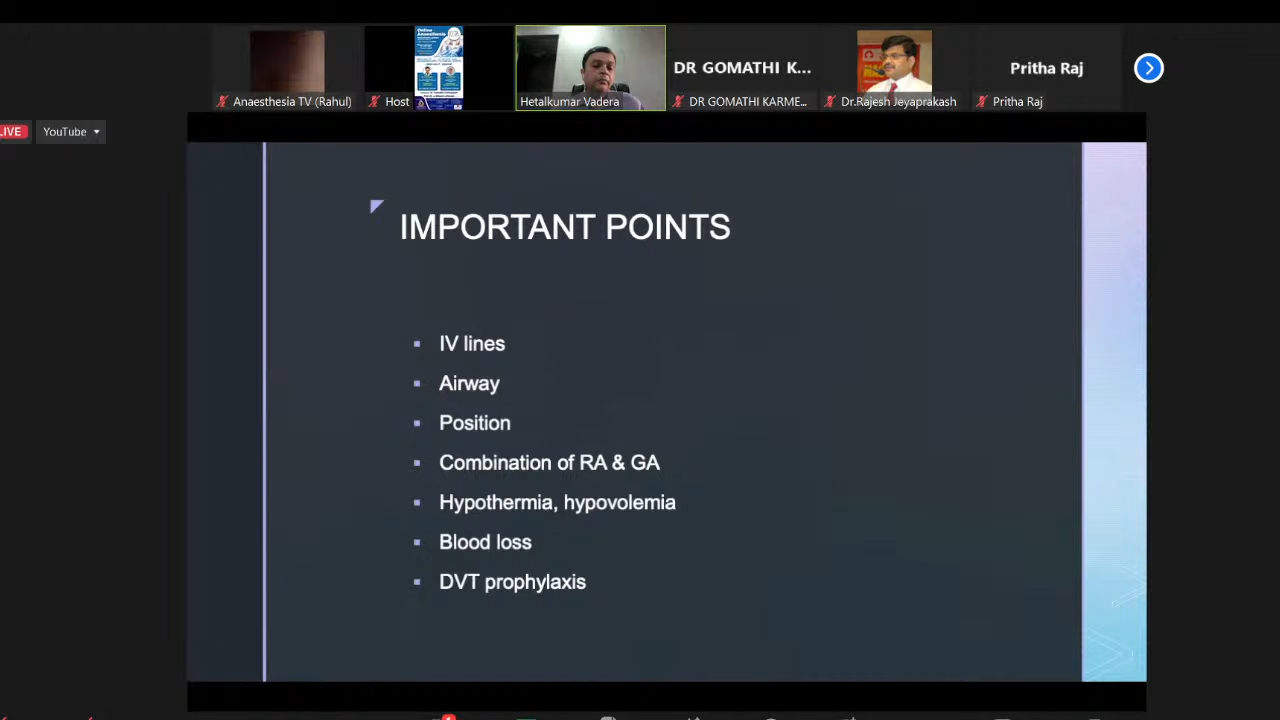 DR GOMATHI K...
Pritha Raj
Anaesthesia TV (Rahul)
Host
Hetalkumar Vadera
DR GOMATHI KARME...
Dr.Rajesh Jeyaprakash
Pritha Raj
LIVE
YouTube
IMPORTANT POINTS
IV lines
Airway
Position
Combination of RA & GA
Hypothermia, hypovolemia
Blood loss
DVT prophylaxis